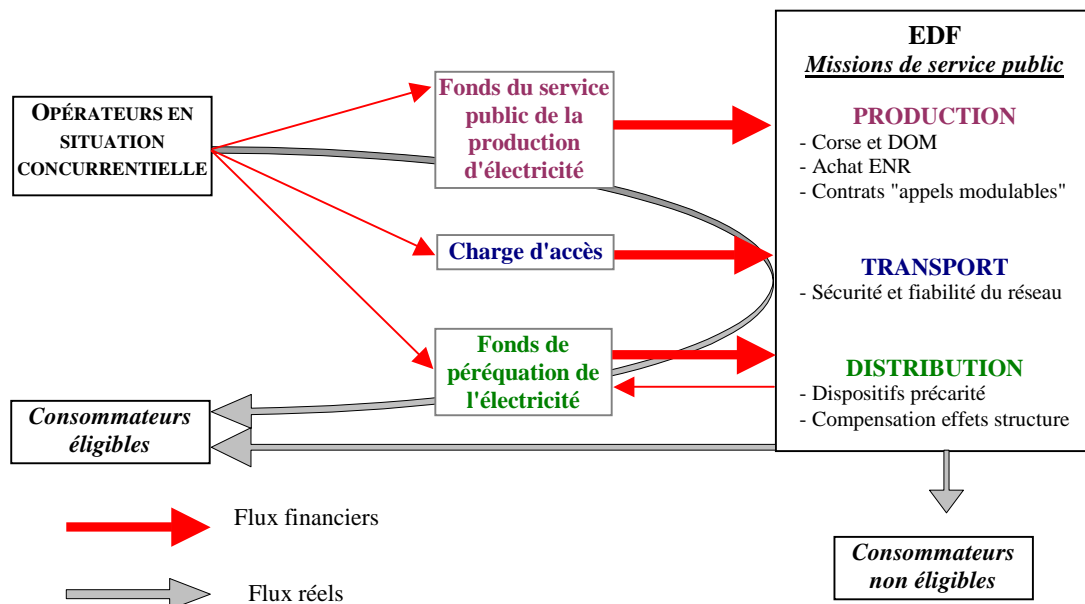 OPÉRATEURS EN
SITUATION
CONCURRENTIELLE
Fonds du service
public de la
production
d'électricité
Charge d'accès
Fonds de
péréquation de
l'électricité
EDF
Missions de service public
PRODUCTION
- Corse et DOM
- Achat ENR
- Contrats "appels modulables"
TRANSPORT
- Sécurité et fiabilité du réseau
DISTRIBUTION
- Dispositifs précarité
- Compensation effets structure
Consommateurs
éligibles
Consommateurs
non éligibles
Flux financiers
Flux réels